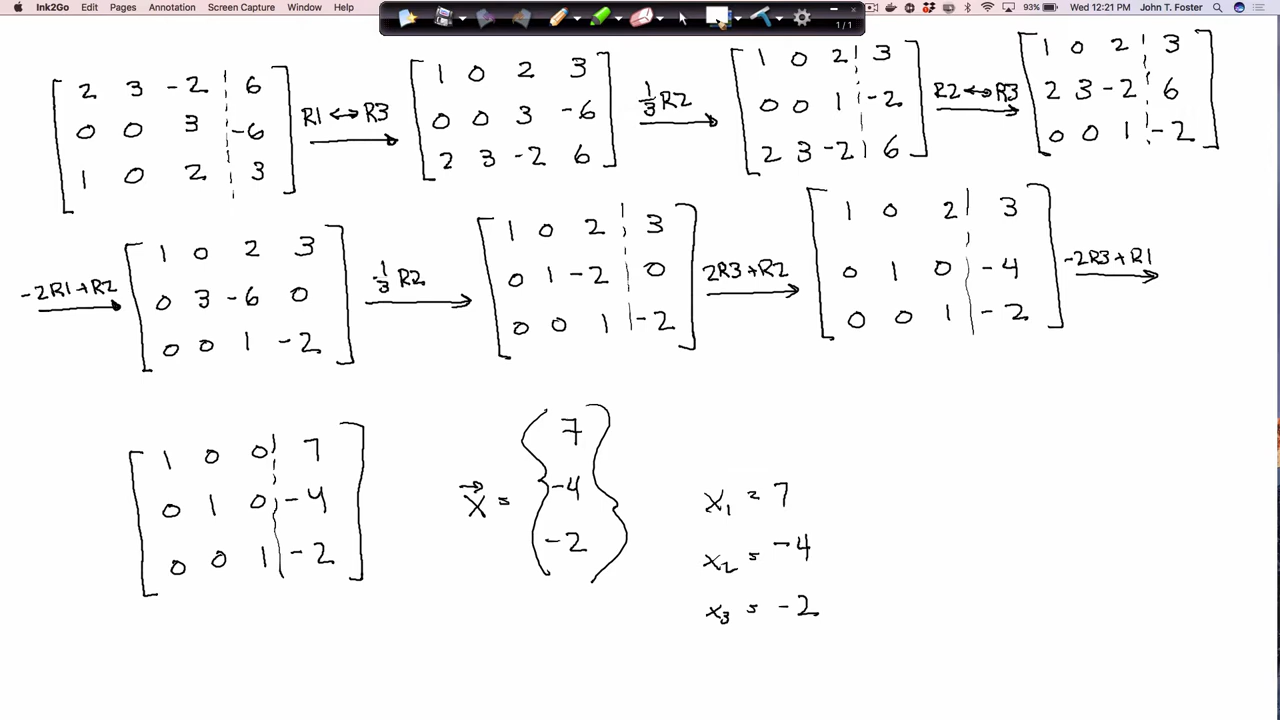 Ink2Go Edit Pages Annotation Screen Capture Window Help 93% Wed 12:21 PM John T. Foster
1/1
2 3 -2 6
0 0 3 -6
1 0 2 3
R1 ↔ R3
1 0 2 3
0 0 3 -6
2 3 -2 6
1/3 R2
1 0 2 3
0 0 1 -2
2 3 -2 6
R2 ↔ R3
1 0 2 3
2 3 -2 6
0 0 1 -2
-2R1+R2
1 0 2 3
0 3 -6 0
0 0 1 -2
1/3 R2
1 0 2 3
0 1 -2 0
0 0 1 -2
2R3+R2
1 0 2 3
0 1 0 -4
0 0 1 -2
-2R3+R1
1 0 0 7
0 1 0 -4
0 0 1 -2
x⃗ =
7
-4
-2
x₁ = 7
x₂ = -4
x₃ = -2